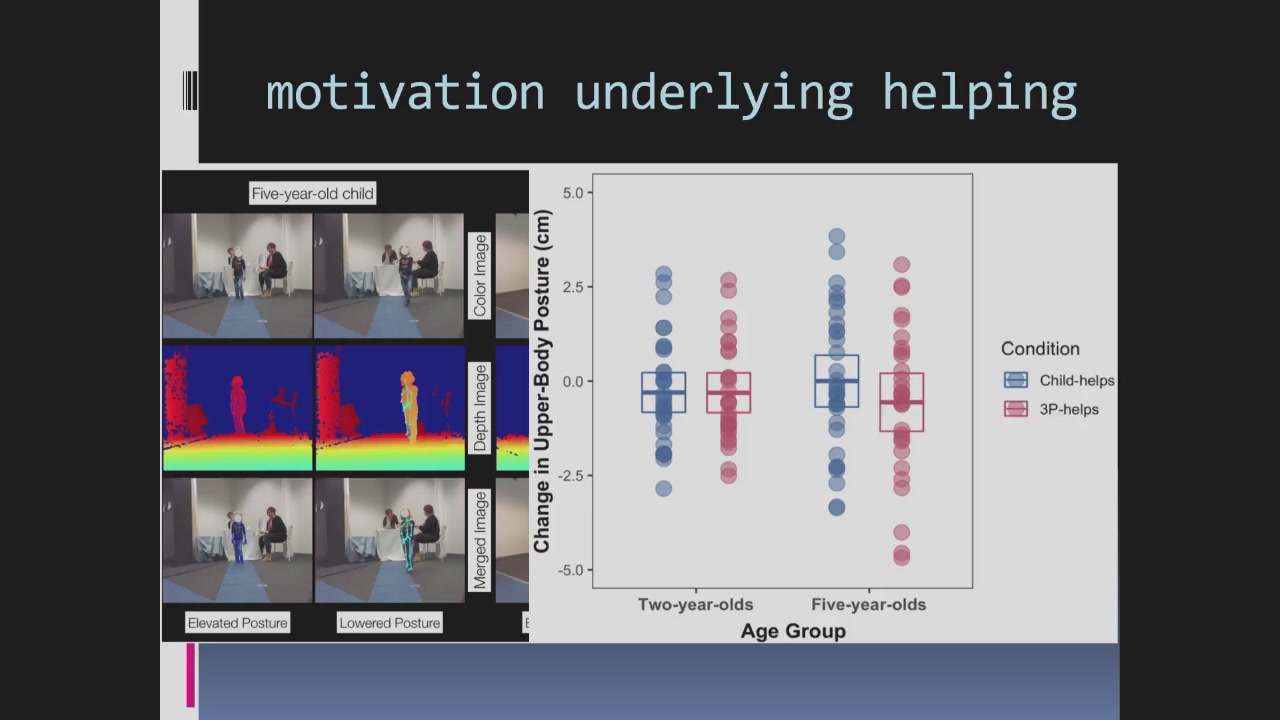 motivation underlying helping
Five-year-old child
Color Image
Depth Image
Merged Image
Elevated Posture
Lowered Posture
Change in Upper-Body Posture (cm)
5.0
2.5
0.0
-2.5
-5.0
Two-year-olds
Five-year-olds
Age Group
Condition
Child-helps
3P-helps